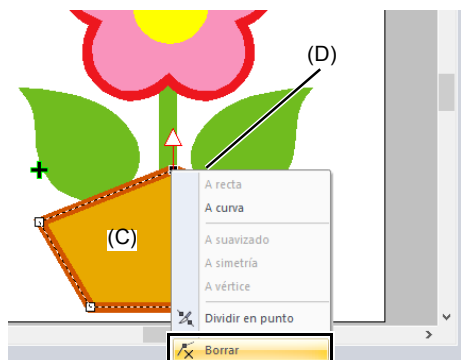 (D)
(C)
A recta
A curva
A suavizado
A simetría
A vértice
Dividir en punto
Borrar